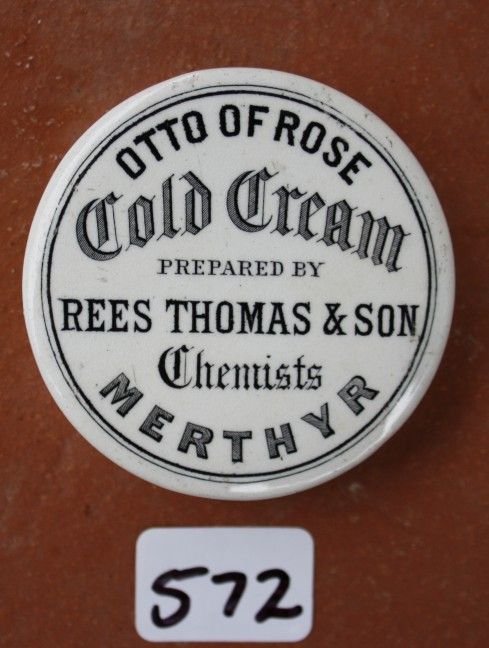 OTTO OF ROSE
Cold Cream
PREPARED BY
REES THOMAS & SON
Chemists
MERTHYR
572